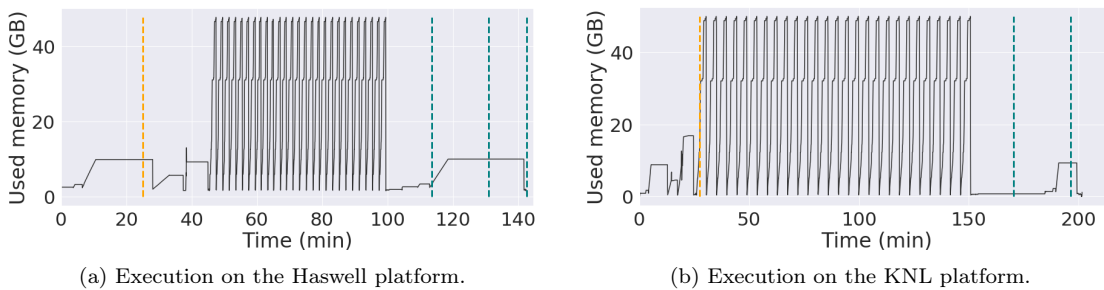 Used memory (GB)
40
20
0
0 20 40 60 80 100 120 140
Time (min)
(a) Execution on the Haswell platform.
Used memory (GB)
40
20
0
0 50 100 150 200
Time (min)
(b) Execution on the KNL platform.